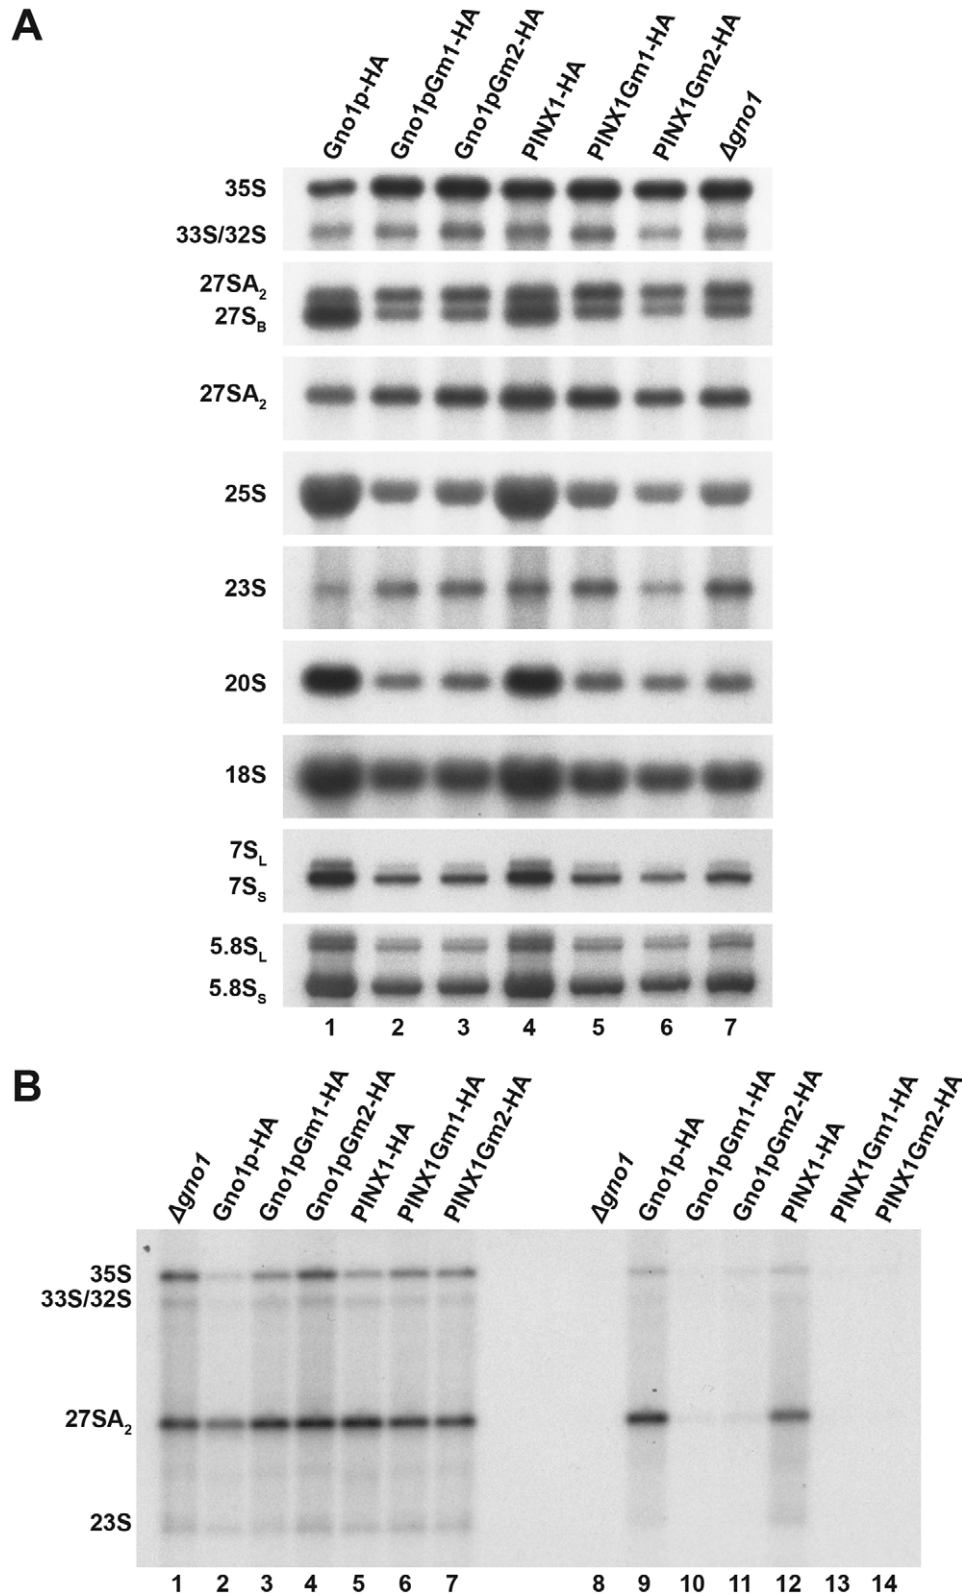 A
Gno1p-HA
Gno1pGm1-HA
Gno1pGm2-HA
PINX1-HA
PINX1Gm1-HA
PINX1Gm2-HA
Δgno1
35S
33S/32S
27SA2
27SB
27SA2
25S
23S
20S
18S
7SL
7SS
5.8SL
5.8SS
1 2 3 4 5 6 7
B
Δgno1
Gno1p-HA
Gno1pGm1-HA
Gno1pGm2-HA
PINX1-HA
PINX1Gm1-HA
PINX1Gm2-HA
Δgno1
Gno1p-HA
Gno1pGm1-HA
Gno1pGm2-HA
PINX1-HA
PINX1Gm1-HA
PINX1Gm2-HA
35S
33S/32S
27SA2
23S
1 2 3 4 5 6 7 8 9 10 11 12 13 14